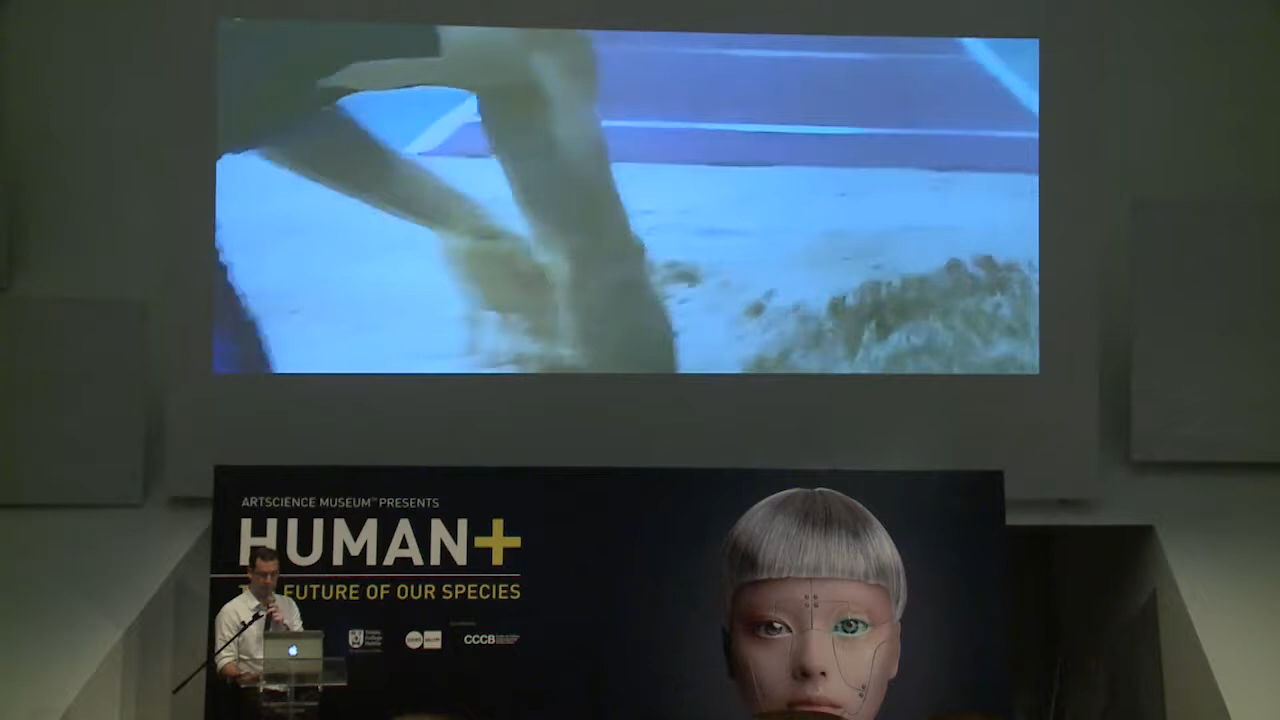 ARTSCIENCE MUSEUM™ PRESENTS
HUMAN+
FUTURE OF OUR SPECIES
CCCB